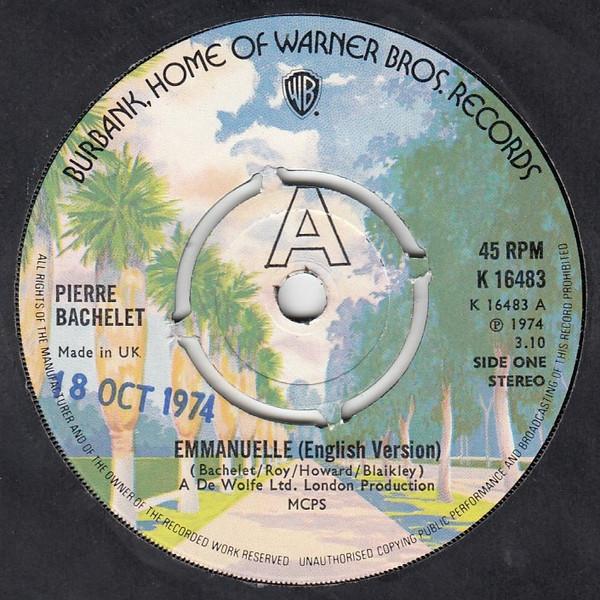 BURBANK, HOME OF WARNER BROS. RECORDS
WB
A
45 RPM
K 16483
K 16483 A
℗ 1974
3.10
SIDE ONE
STEREO
PIERRE
BACHELET
Made in UK
18 OCT 1974
EMMANUELLE (English Version)
(Bachelet/Roy/Howard/Blaikley)
A De Wolfe Ltd. London Production
MCPS
ALL RIGHTS OF THE MANUFACTURER AND OF THE OWNER OF THE RECORDED WORK RESERVED UNAUTHORISED COPYING PUBLIC PERFORMANCE AND BROADCASTING OF THIS RECORD PROHIBITED